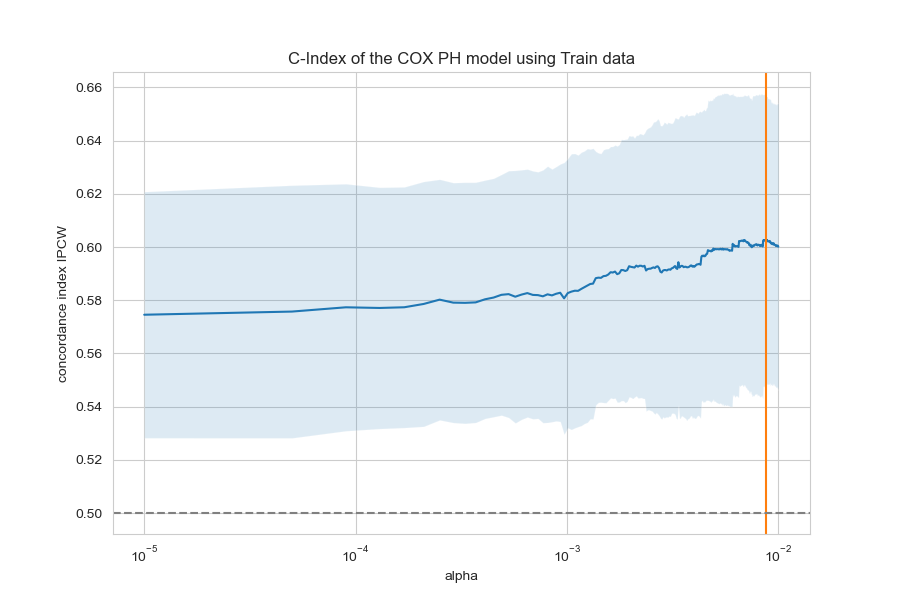 C-Index of the COX PH model using Train data
concordance index IPCW
0.66
0.64
0.62
0.60
0.58
0.56
0.54
0.52
0.50
10⁻⁵ 10⁻⁴ 10⁻³ 10⁻²
alpha